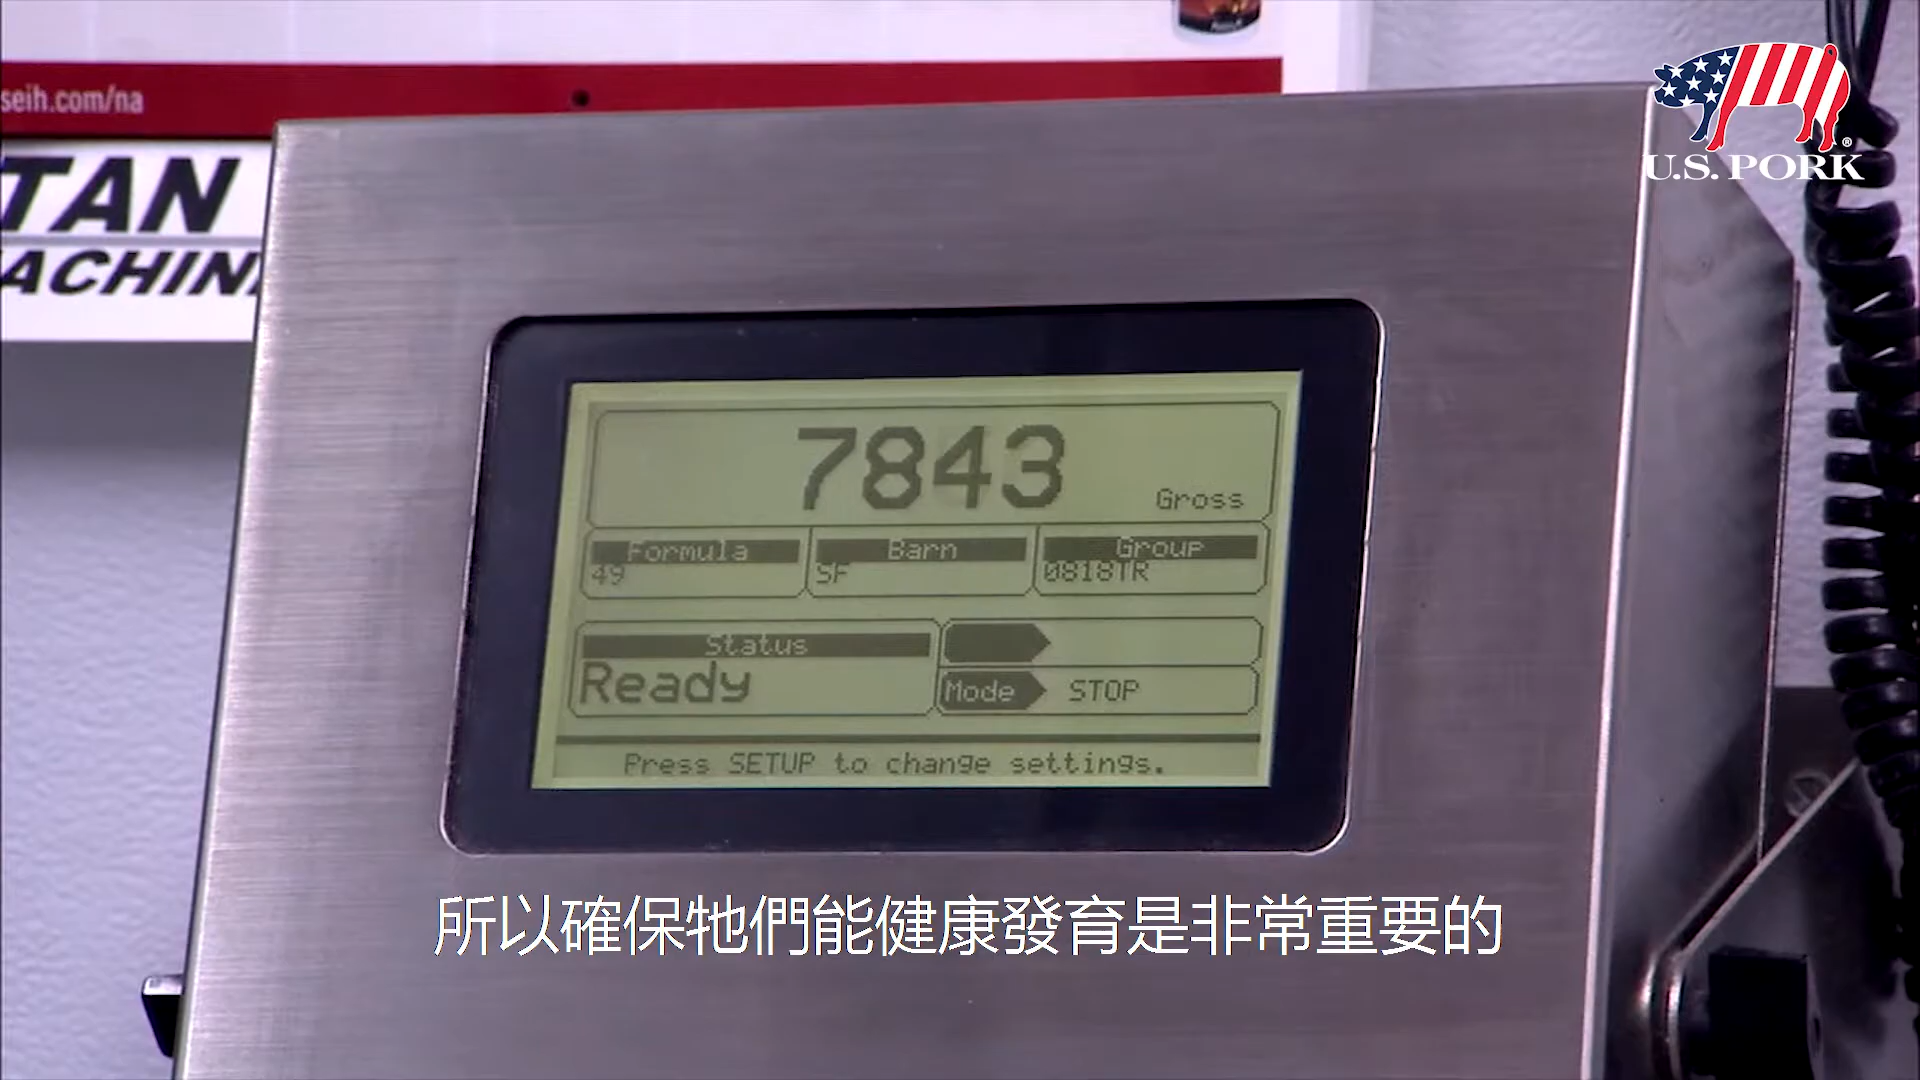 seih.com/na
TAN
ACHIN
U.S. PORK
7843
Gross
Formula
Barn
Group
49
SF
0818TR
Status
Ready
Mode
STOP
Press SETUP to change settings.
所以確保牠們能健康發育是非常重要的